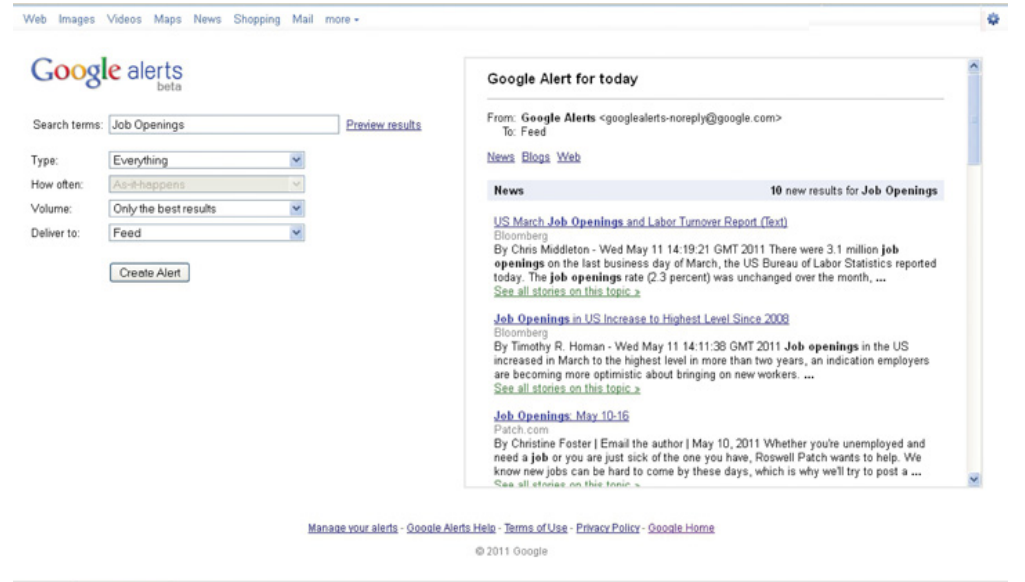 Web Images Videos Maps News Shopping Mail more
Google alerts
beta
Search terms: Job Openings Preview results
Type: Everything
How often: As-it-happens
Volume: Only the best results
Deliver to: Feed
Create Alert
Google Alert for today
From: Google Alerts <googlealerts-noreply@google.com>
To: Feed
News Blogs Web
News 10 new results for Job Openings
US March Job Openings and Labor Turnover Report (Text)
Bloomberg
By Chris Middleton - Wed May 11 14:19:21 GMT 2011 There were 3.1 million job
openings on the last business day of March, the US Bureau of Labor Statistics reported
today. The job openings rate (2.3 percent) was unchanged over the month, ...
See all stories on this topic »
Job Openings in US Increase to Highest Level Since 2008
Bloomberg
By Timothy R. Homan - Wed May 11 14:11:38 GMT 2011 Job openings in the US
increased in March to the highest level in more than two years, an indication employers
are becoming more optimistic about bringing on new workers. ...
See all stories on this topic »
Job Openings: May 10-16
Patch.com
By Christine Foster | Email the author | May 10, 2011 Whether you're unemployed and
need a job or you are just sick of the one you have, Roswell Patch wants to help. We
know new jobs can be hard to come by these days, which is why we'll try to post a ...
See all stories on this topic »
Manage your alerts - Google Alerts Help - Terms of Use - Privacy Policy - Google Home
© 2011 Google